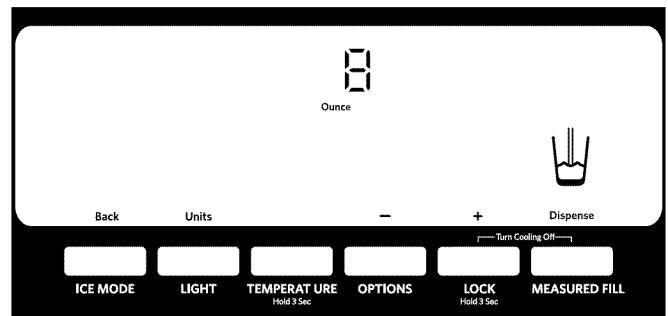 8
Ounce
Back Units − + Dispense
Turn Cooling Off
ICE MODE LIGHT TEMPERAT URE OPTIONS LOCK MEASURED FILL
Hold 3 Sec Hold 3 Sec